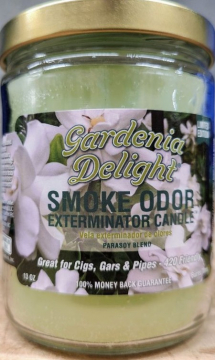 Gardenia
Delight
SMOKE ODOR
EXTERMINATOR CANDLE
PARASOY BLEND
Great for Cigs, Gars & Pipes - 420
13 OZ
100% MONEY BACK GUARANTEE